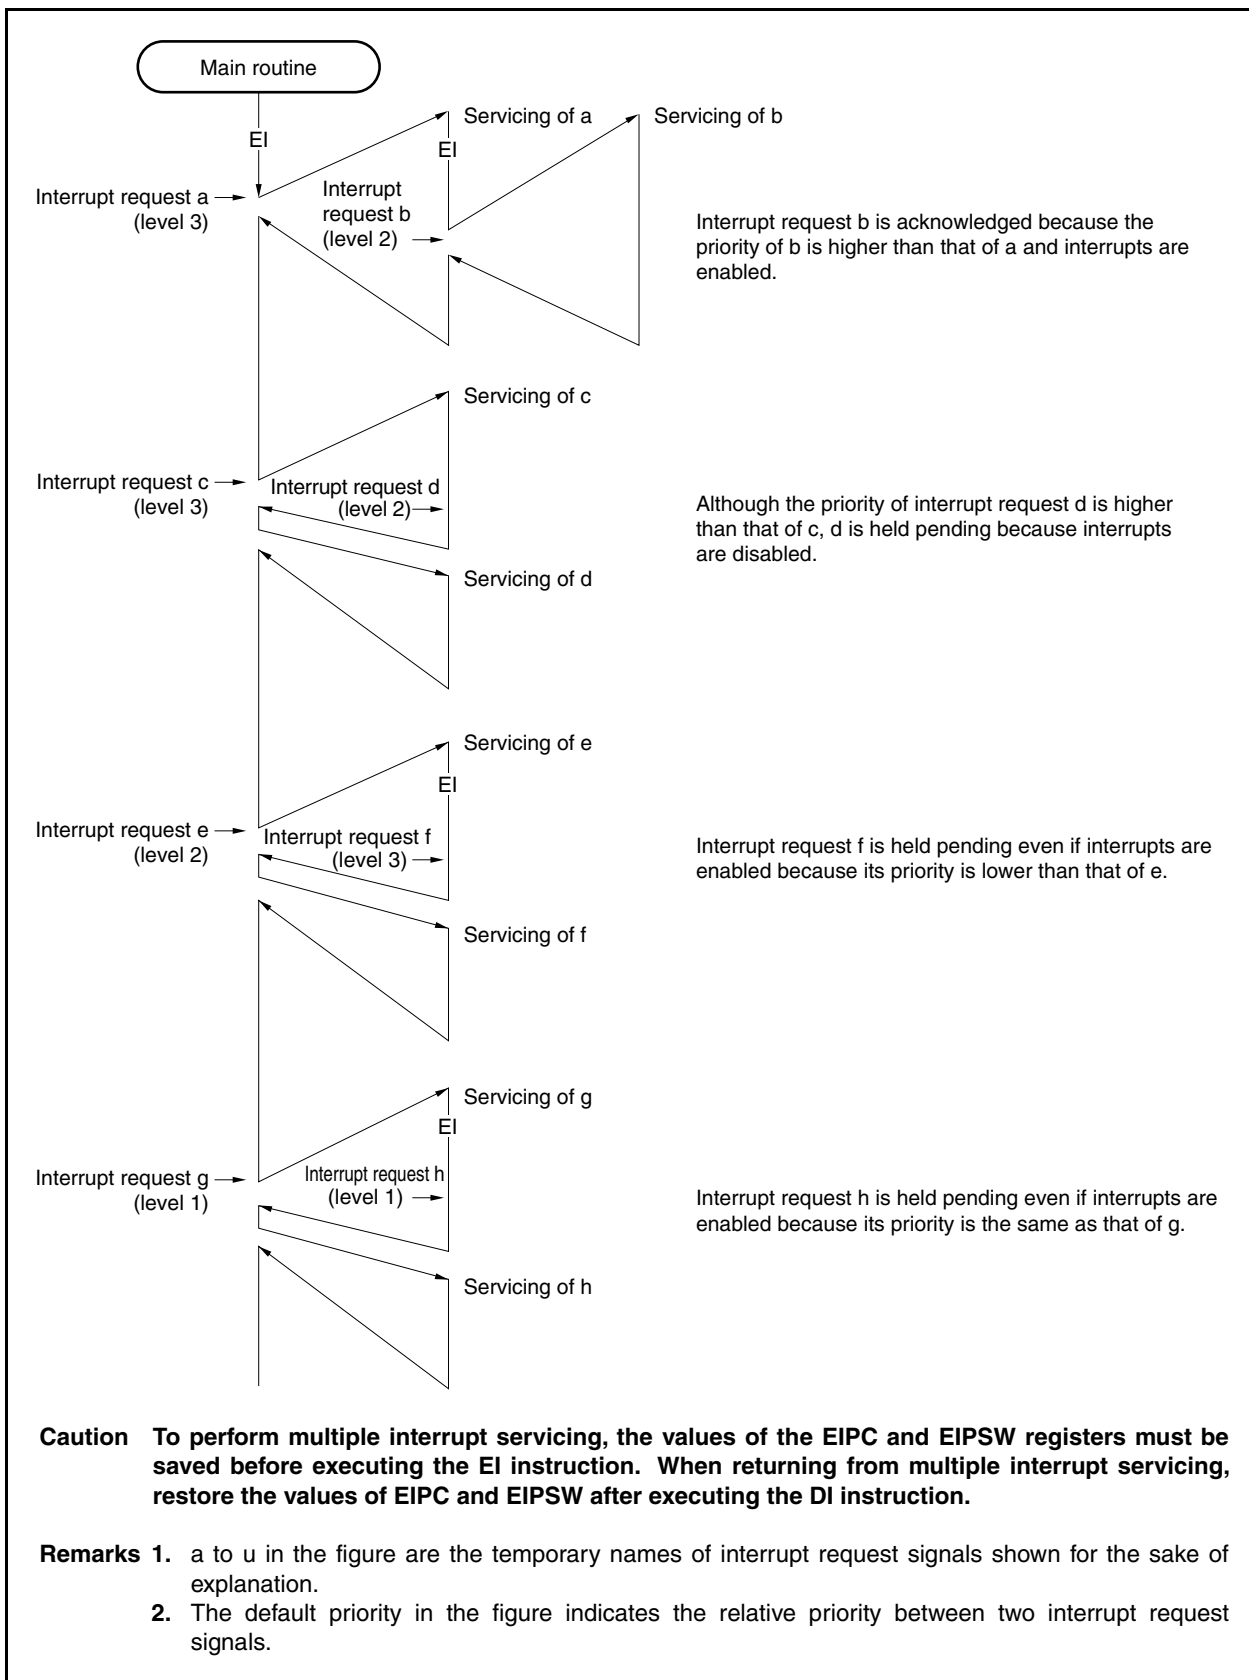 Main routine
EI
Servicing of a
Servicing of b
EI
Interrupt request a
(level 3)
Interrupt
request b
(level 2)
Interrupt request b is acknowledged because the
priority of b is higher than that of a and interrupts are
enabled.
Servicing of c
Interrupt request c
(level 3)
Interrupt request d
(level 2)
Although the priority of interrupt request d is higher
than that of c, d is held pending because interrupts
are disabled.
Servicing of d
Servicing of e
EI
Interrupt request e
(level 2)
Interrupt request f
(level 3)
Interrupt request f is held pending even if interrupts are
enabled because its priority is lower than that of e.
Servicing of f
Servicing of g
EI
Interrupt request g
(level 1)
Interrupt request h
(level 1)
Interrupt request h is held pending even if interrupts are
enabled because its priority is the same as that of g.
Servicing of h
Caution To perform multiple interrupt servicing, the values of the EIPC and EIPSW registers must be
saved before executing the EI instruction. When returning from multiple interrupt servicing,
restore the values of EIPC and EIPSW after executing the DI instruction.
Remarks 1. a to u in the figure are the temporary names of interrupt request signals shown for the sake of
explanation.
2. The default priority in the figure indicates the relative priority between two interrupt request
signals.